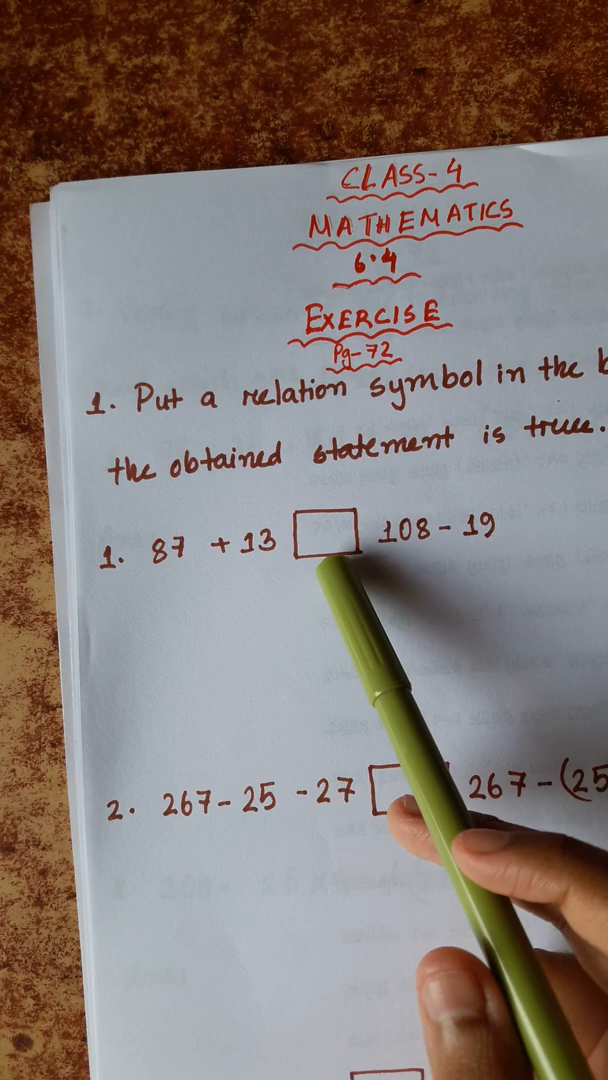 CLASS-4
MATHEMATICS
6.4
EXERCISE
Pg-72
1. Put a relation symbol in the
the obtained statement is true.
1. 87 + 13 108 - 19
2. 267 - 25 - 27 267 - (25